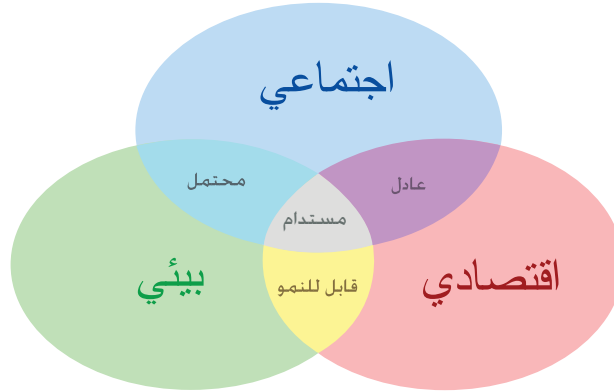 اجتماعي
عادل
محتمل
مستدام
اقتصادي
قابل للنمو
بيئي